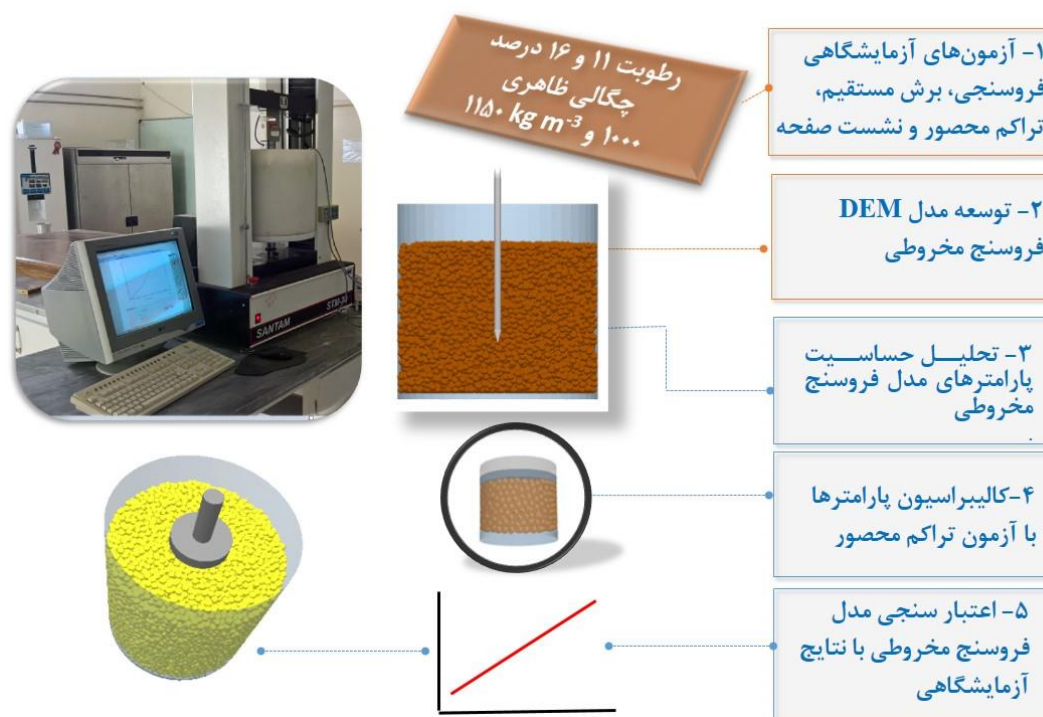 ۱- آزمون‌های آزمایشگاهی
فروسنجی، برش مستقیم،
تراکم محصور و نشست صفحه
رطوبت ۱۱ و ۱۶ درصد
چگالی ظاهری
۱۰۰۰ و ۱۱۵۰ kg m-3
۲- توسعه مدل DEM
فروسنج مخروطی
۳- تحلیل حساسیت
پارامترهای مدل فروسنج
مخروطی
.
۴-کالیبراسیون پارامترها
با آزمون تراکم محصور
۵- اعتبار سنجی مدل
فروسنج مخروطی با نتایج
آزمایشگاهی
SANTAM